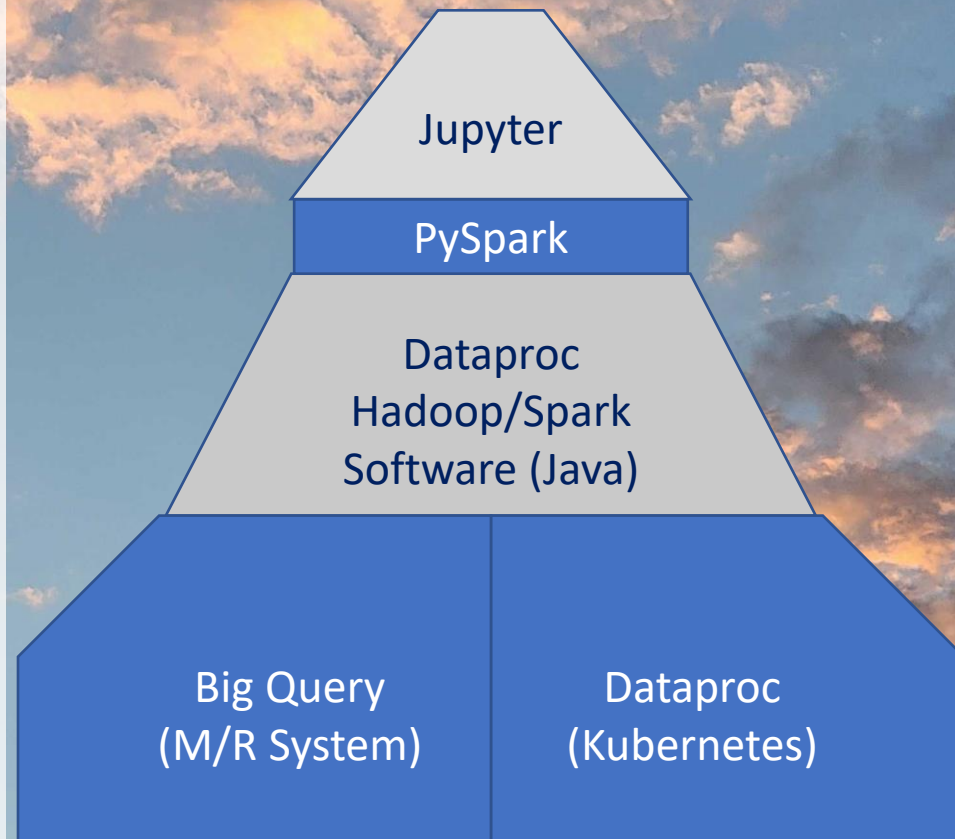 Jupyter
PySpark
Dataproc
Hadoop/Spark
Software (Java)
Big Query
(M/R System)
Dataproc
(Kubernetes)